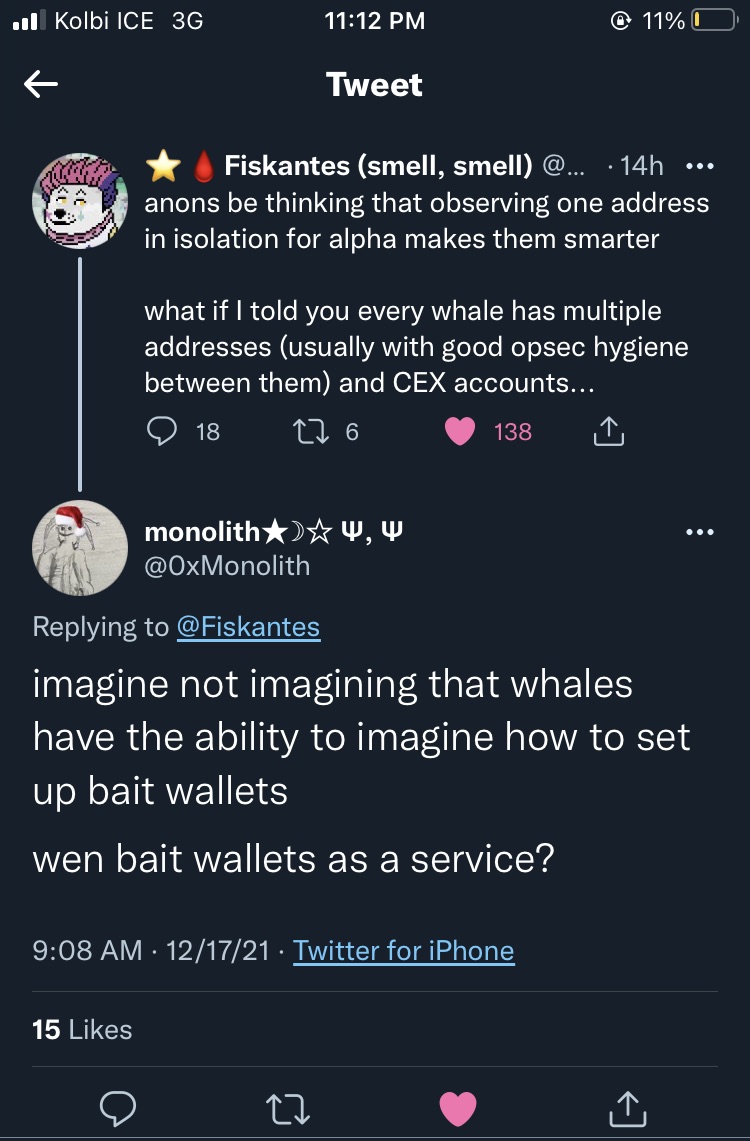 Kolbi ICE 3G 11:12 PM 11%
Tweet
Fiskantes (smell, smell) @... · 14h
anons be thinking that observing one address
in isolation for alpha makes them smarter
what if I told you every whale has multiple
addresses (usually with good opsec hygiene
between them) and CEX accounts...
18 6 138
monolith★☽☆ Ψ, Ψ
@0xMonolith
Replying to @Fiskantes
imagine not imagining that whales
have the ability to imagine how to set
up bait wallets
wen bait wallets as a service?
9:08 AM · 12/17/21 · Twitter for iPhone
15 Likes